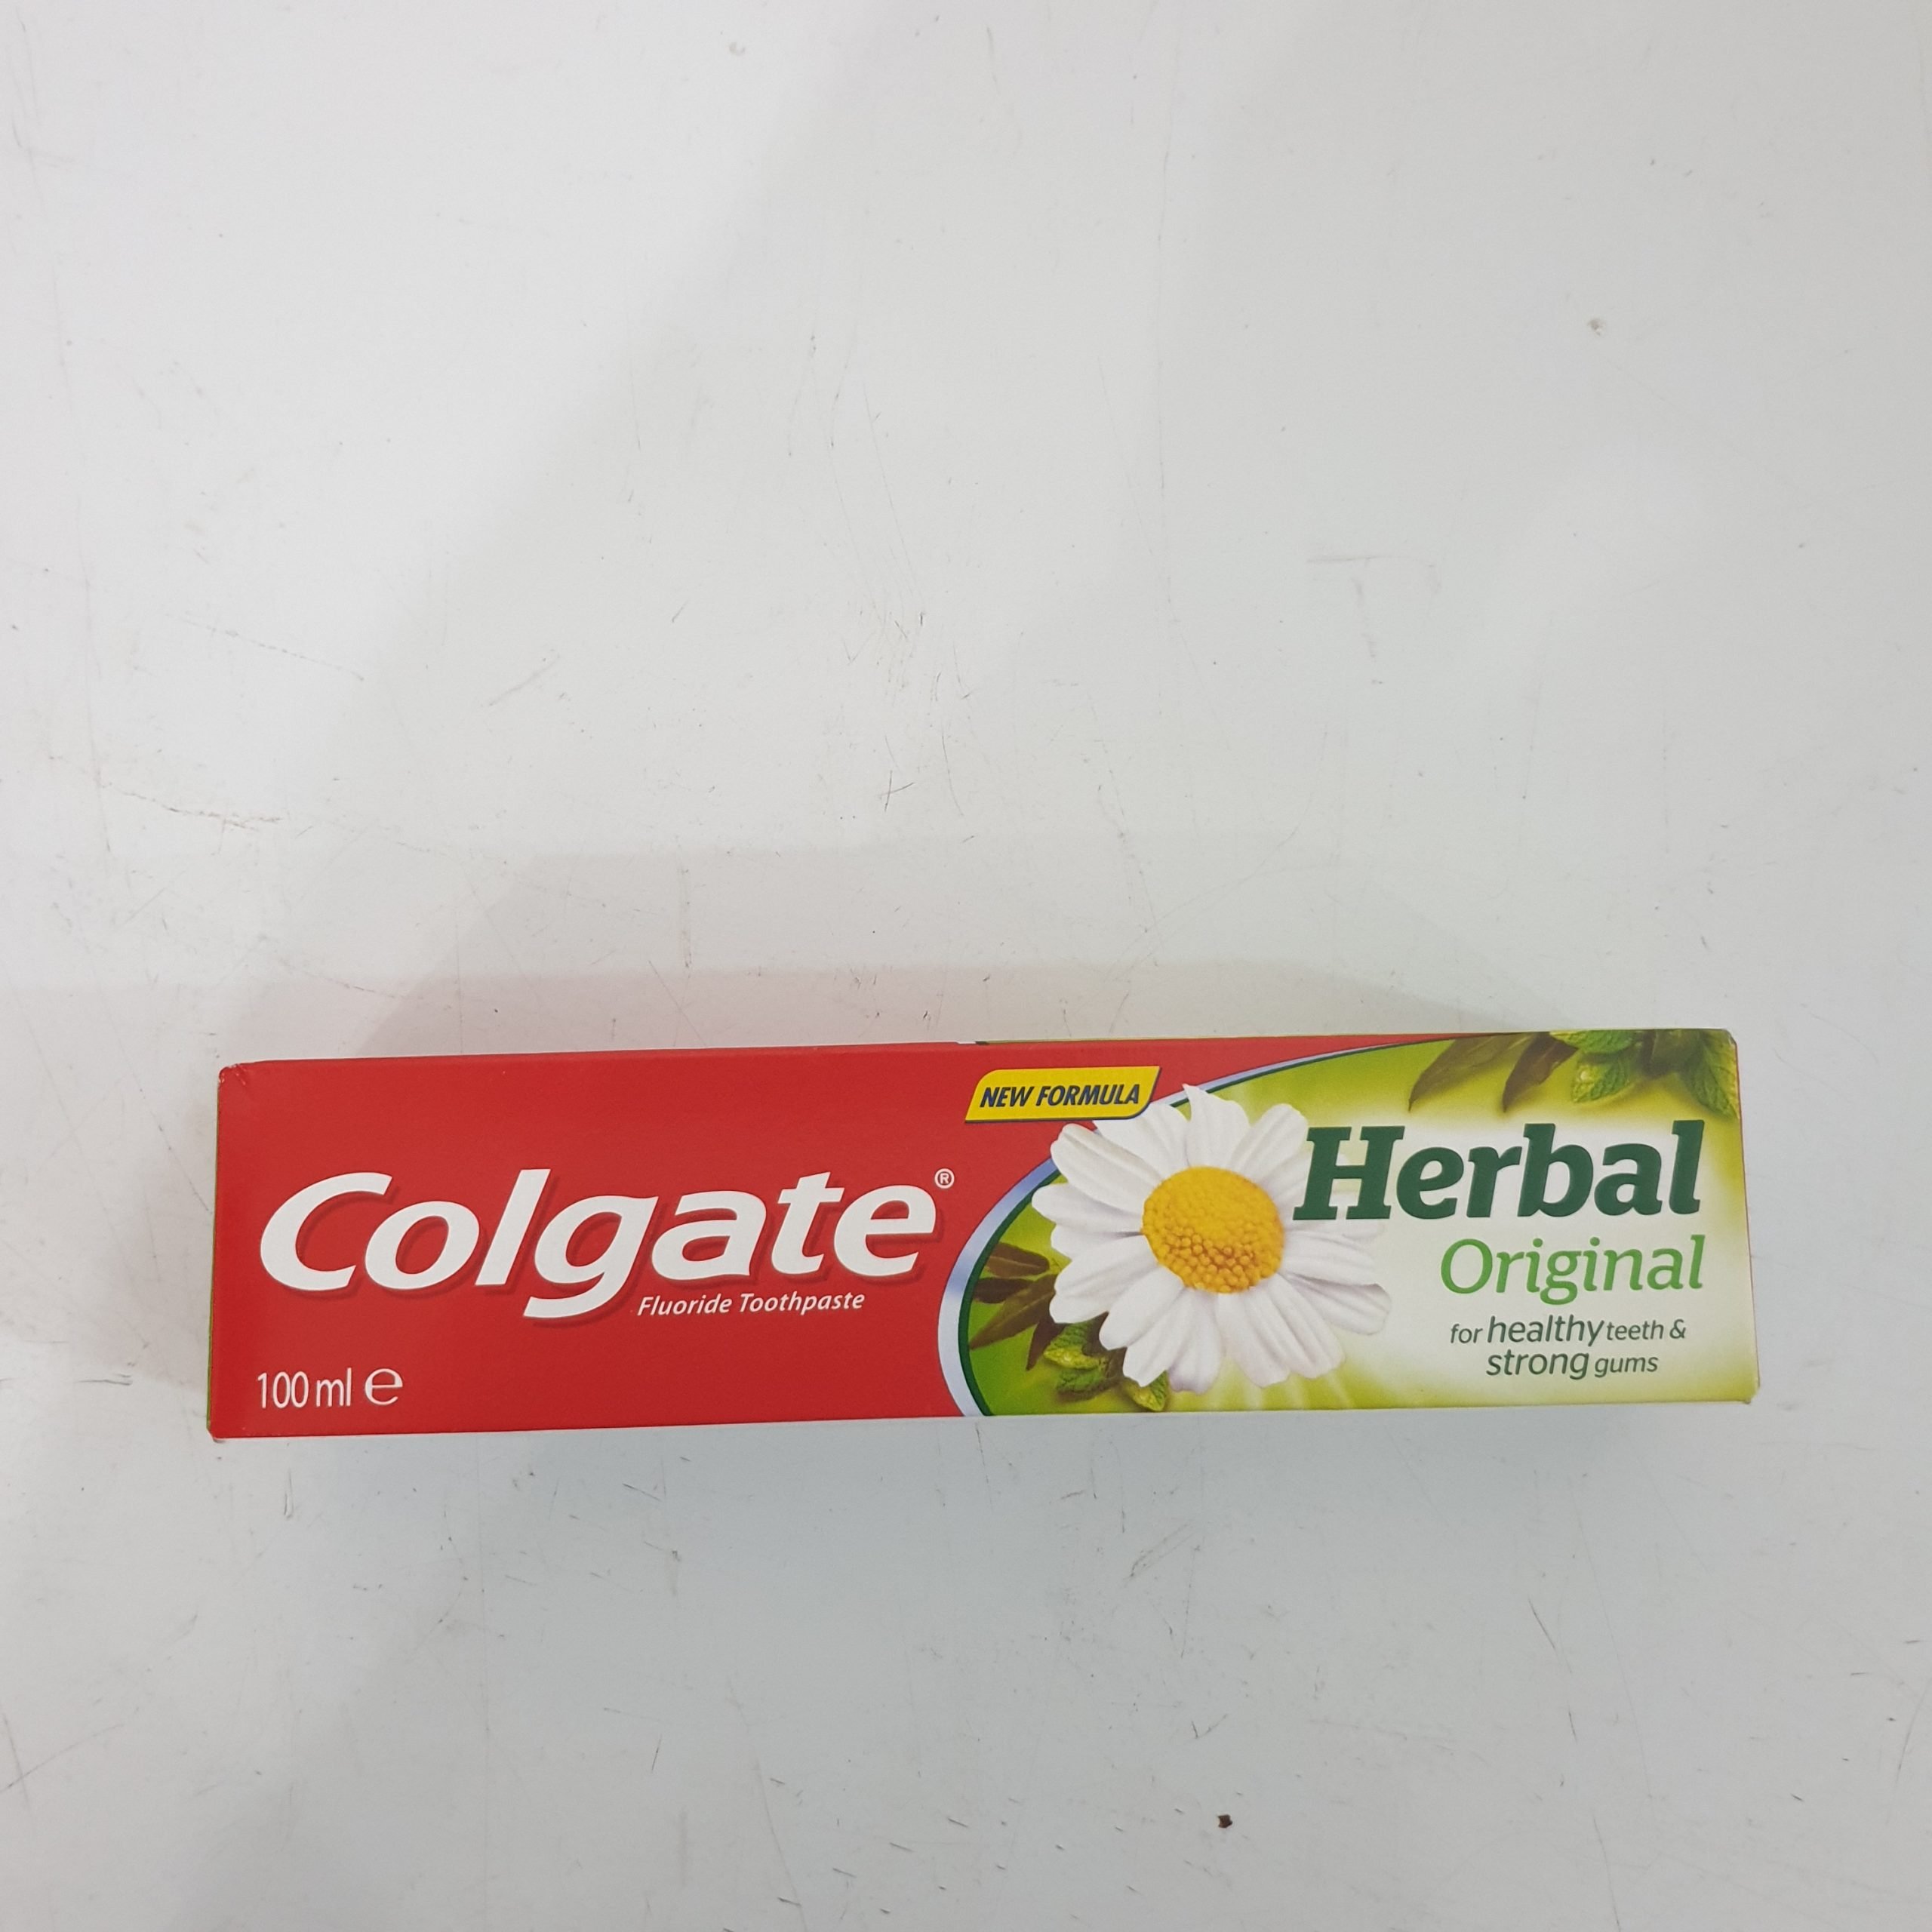 NEW FORMULA
Colgate®
Fluoride Toothpaste
100 ml ℮
Herbal
Original
for healthy teeth &
strong gums